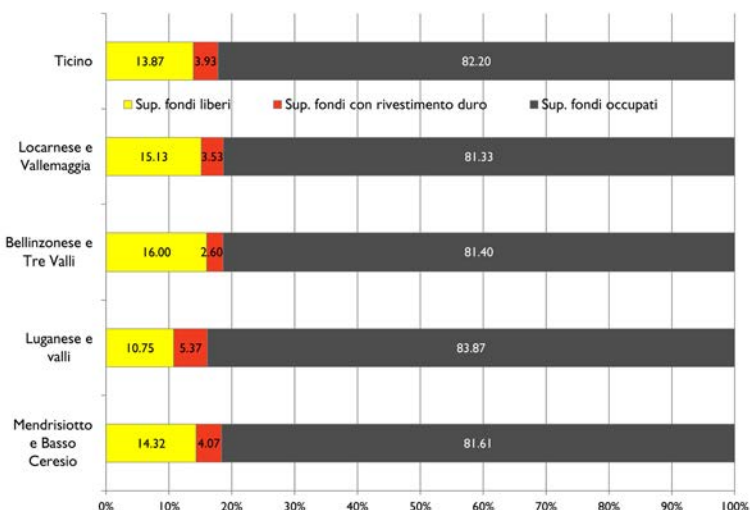 Ticino
13.87 3.93 82.20
Sup. fondi liberi Sup. fondi con rivestimento duro Sup. fondi occupati
Locarnese e
Vallemaggia
15.13 3.53 81.33
Bellinzonese e
Tre Valli
16.00 2.60 81.40
Luganese e
valli
10.75 5.37 83.87
Mendrisiotto
e Basso
Ceresio
14.32 4.07 81.61
0% 10% 20% 30% 40% 50% 60% 70% 80% 90% 100%